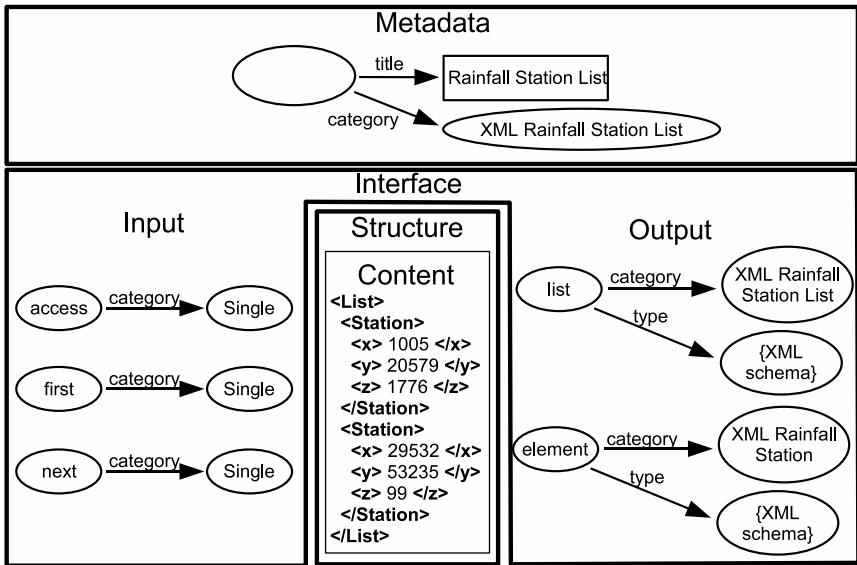 Metadata
title
Rainfall Station List
category
XML Rainfall Station List
Interface
Input
access
category
Single
first
category
Single
next
category
Single
Structure
Content
<List>
<Station>
<x> 1005 </x>
<y> 20579 </y>
<z> 1776 </z>
</Station>
<Station>
<x> 29532 </x>
<y> 53235 </y>
<z> 99 </z>
</Station>
</List>
Output
list
category
XML Rainfall
Station List
type
{XML
schema}
element
category
XML Rainfall
Station
type
{XML
schema}